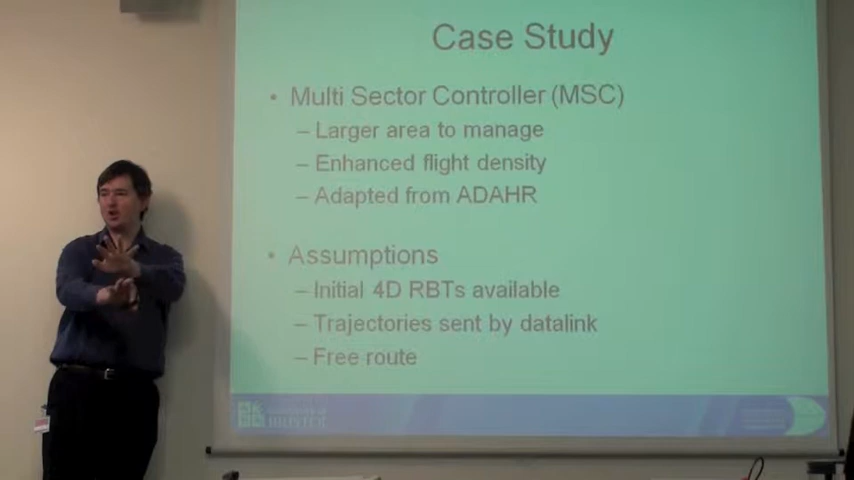 Case Study
• Multi Sector Controller (MSC)
– Larger area to manage
– Enhanced flight density
– Adapted from ADAHR
• Assumptions
– Initial 4D RBTs available
– Trajectories sent by datalink
– Free route
BRISTOL